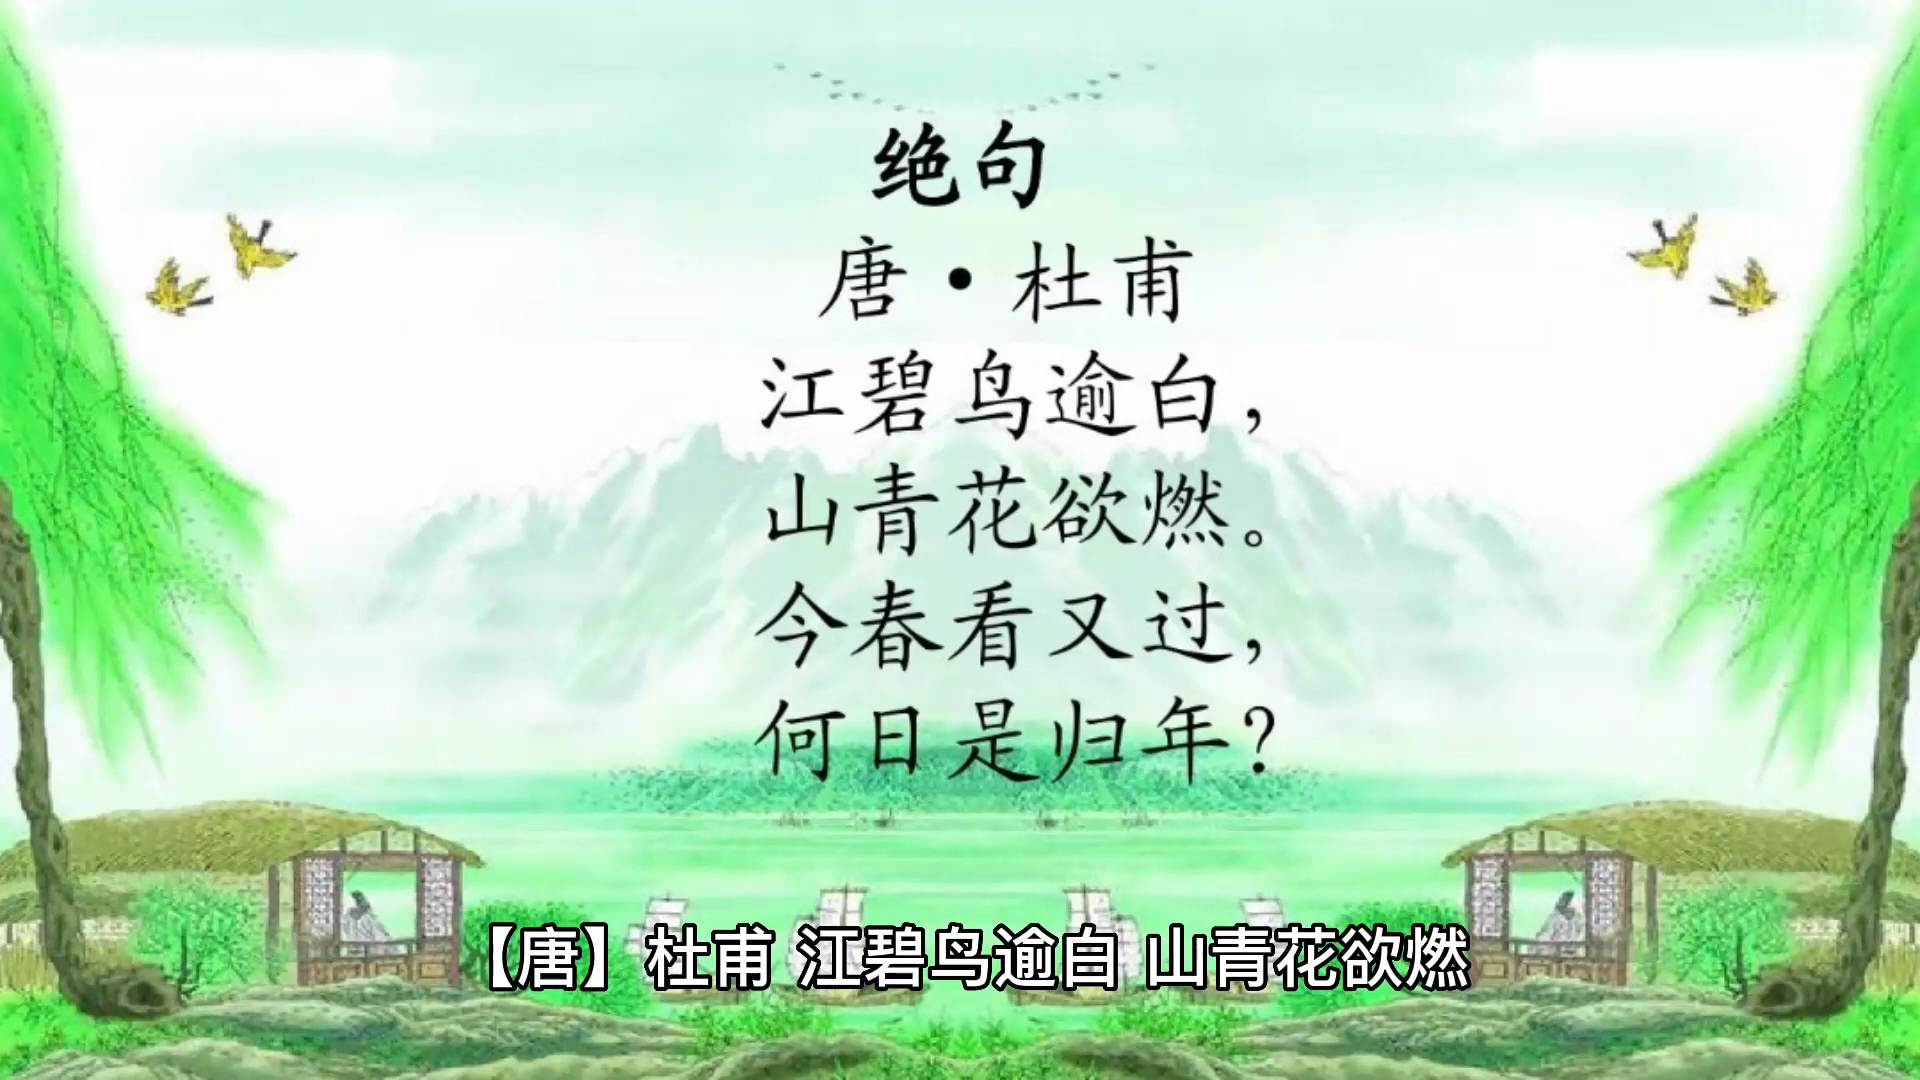 绝句
唐·杜甫
江碧鸟逾白，
山青花欲燃。
今春看又过，
何日是归年？
【唐】杜甫 江碧鸟逾白 山青花欲燃